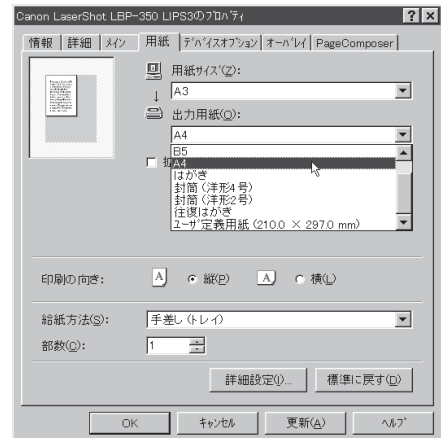 Canon LaserShot LBP-350 LIPS3のプロパティ
情報 詳細 メイン 用紙 デバイスオプション オーバレイ PageComposer
用紙サイズ(Z):
A3
出力用紙(O):
A4
B5
A4
はがき
封筒 (洋形4号)
封筒 (洋形2号)
往復はがき
ユーザ定義用紙 (210.0 × 297.0 mm)
印刷の向き: A 縦(P) A 横(L)
給紙方法(S): 手差し (トレイ)
部数(C): 1
詳細設定(I)... 標準に戻す(D)
OK キャンセル 更新(A) ヘルプ